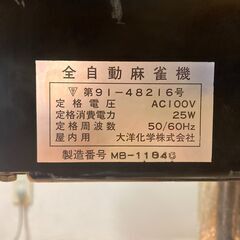 全自動麻雀機
第91-48216号
定格電圧 AC100V
定格消費電力 25W
定格周波数 50/60Hz
屋内用 大洋化学株式会社
製造番号 MB-11846